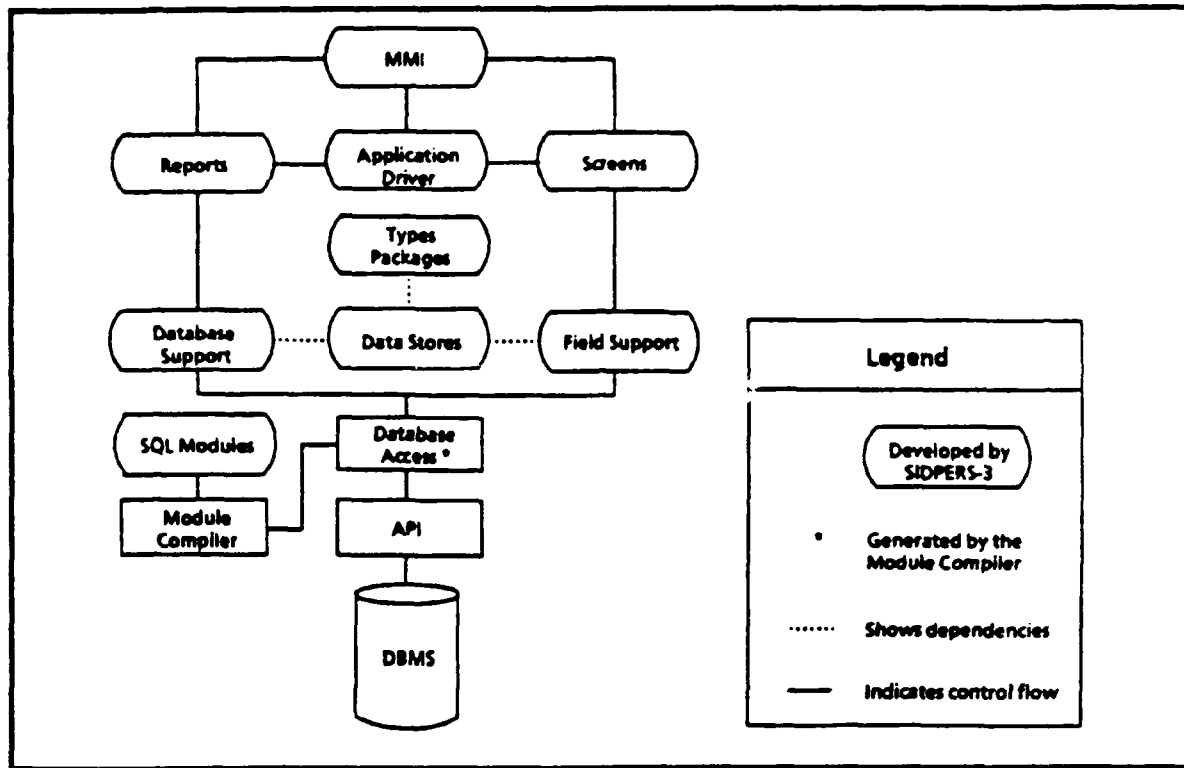 MMI
Reports
Application
Driver
Screens
Types
Packages
Database
Support
Data Stores
Field Support
SQL Modules
Database
Access *
Module
Compiler
API
DBMS
Legend
Developed by
SIDPERS-3
* Generated by the
Module Compiler
Shows dependencies
Indicates control flow